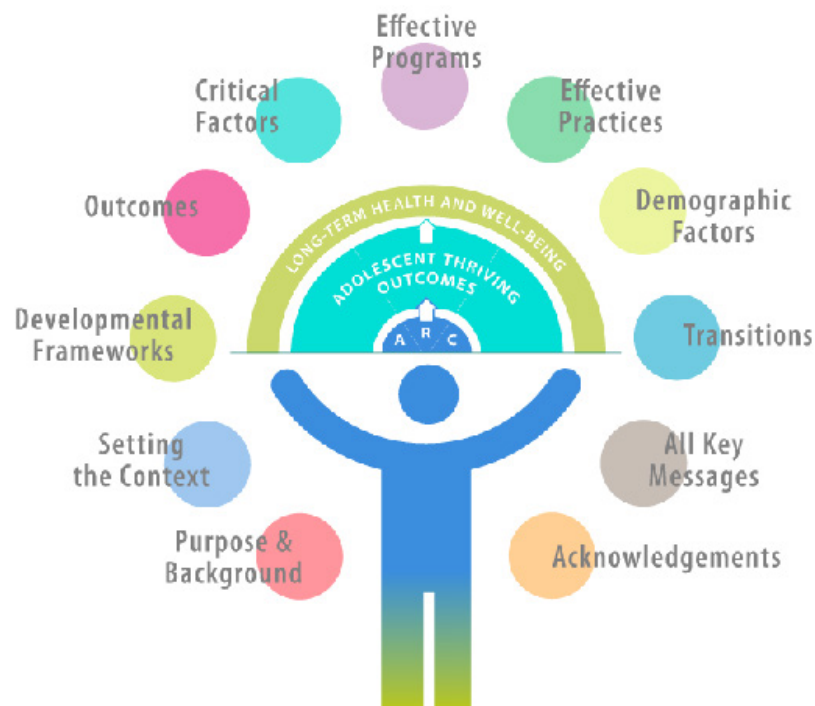 Effective
Programs
Critical
Factors
Effective
Practices
Outcomes
Demographic
Factors
LONG-TERM HEALTH AND WELL-BEING
ADOLESCENT THRIVING
OUTCOMES
A R C
Developmental
Frameworks
Transitions
Setting
the Context
All Key
Messages
Purpose &
Background
Acknowledgements